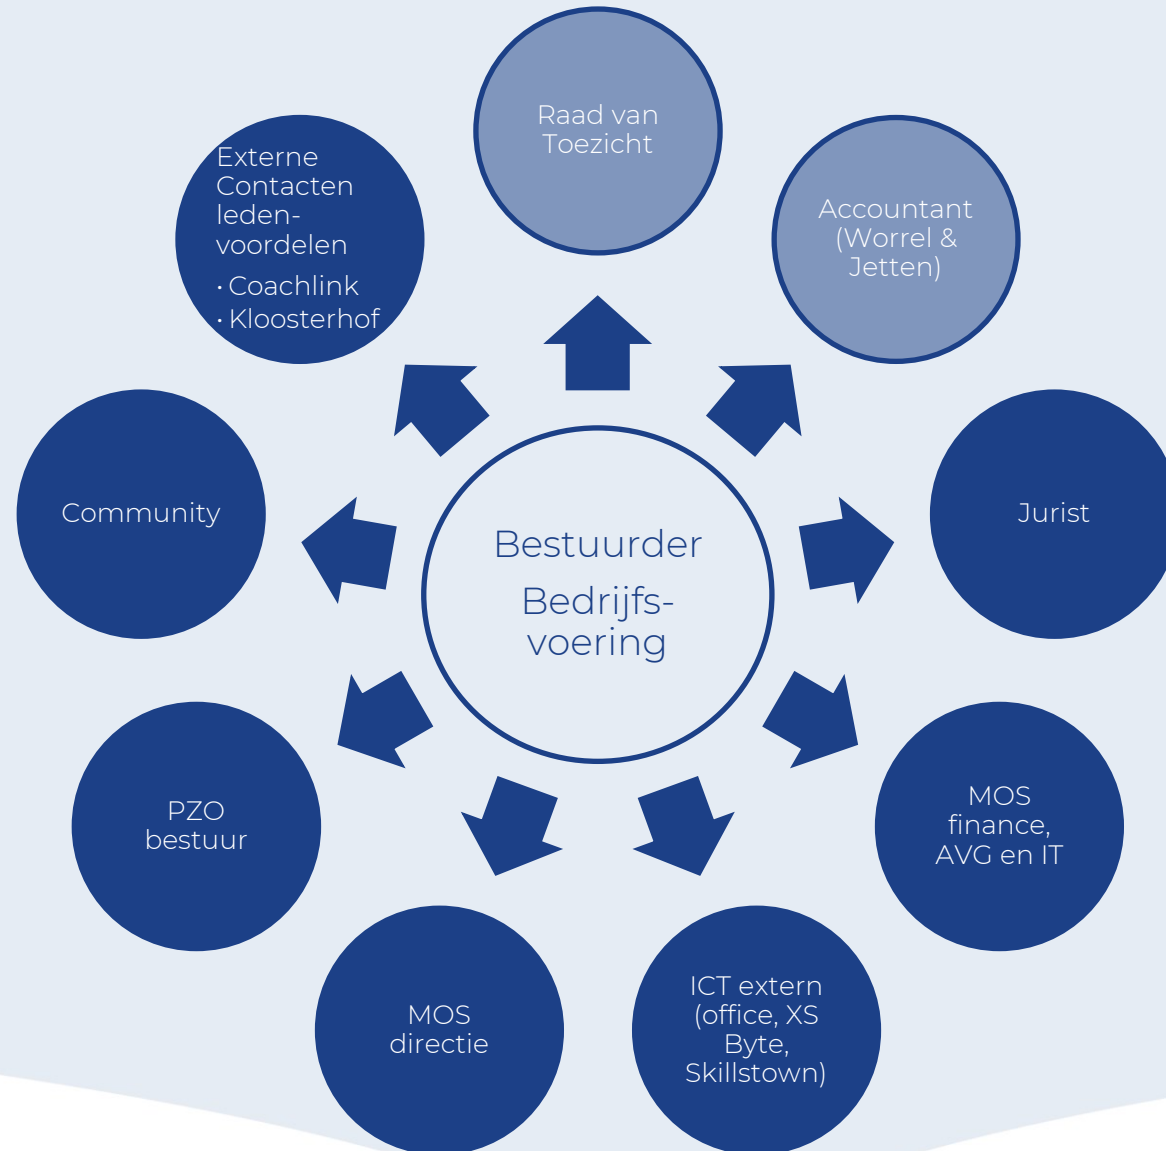 Raad van
Toezicht
Accountant
(Worrel &
Jetten)
Jurist
MOS
finance,
AVG en IT
ICT extern
(office, XS
Byte,
Skillstown)
MOS
directie
PZO
bestuur
Community
Externe
Contacten
leden-
voordelen
• Coachlink
• Kloosterhof
Bestuurder
Bedrijfs-
voering